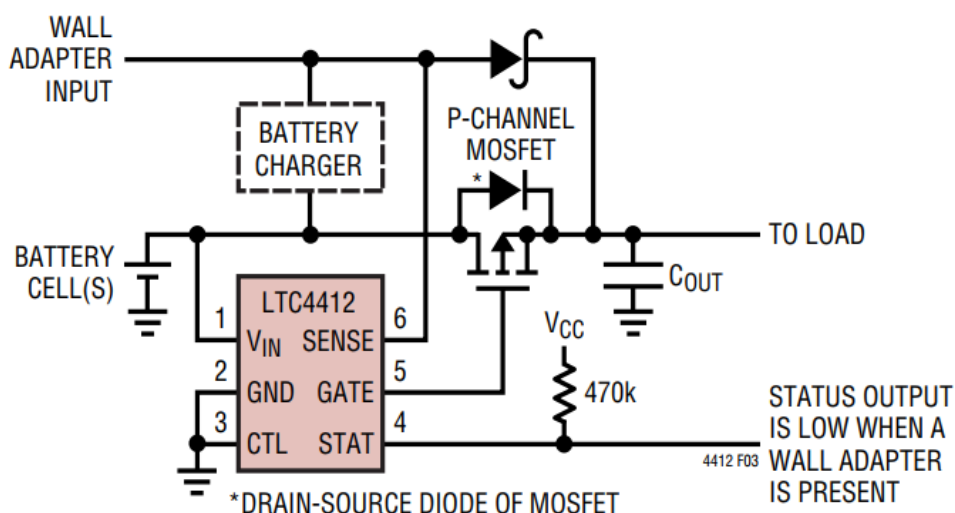 WALL
ADAPTER
INPUT
BATTERY
CHARGER
P-CHANNEL
MOSFET
*
TO LOAD
BATTERY
CELL(S)
COUT
LTC4412
1
VIN
SENSE
6
2
GND
GATE
5
3
CTL
STAT
4
VCC
470k
STATUS OUTPUT
IS LOW WHEN A
WALL ADAPTER
IS PRESENT
4412 F03
*DRAIN-SOURCE DIODE OF MOSFET